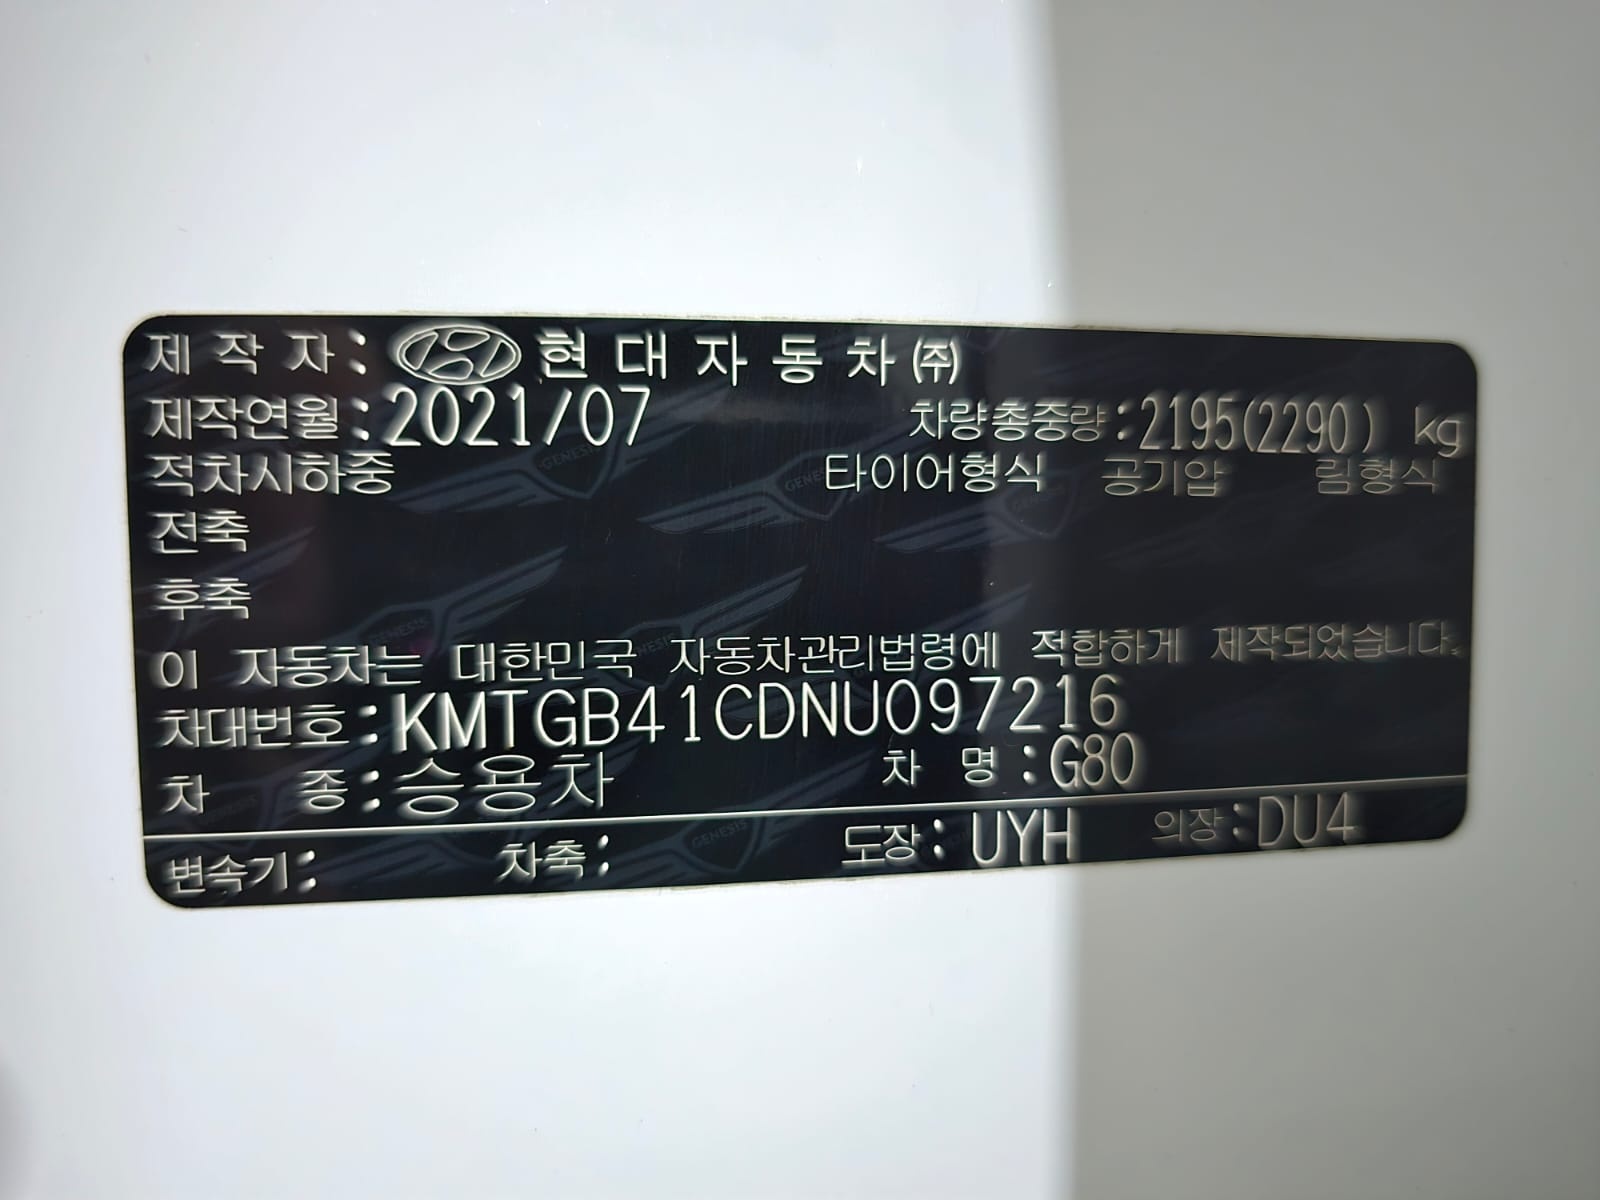 제작자: 현대자동차(주)
제작연월:2021/07 차량총중량:2195(2290) kg
적차시하중 타이어형식 공기압 림형식
전축
후축
이 자동차는 대한민국 자동차관리법령에 적합하게 제작되었습니다.
차대번호:KMTGB41CDNU097216
차 종:승용차 차 명:G80
변속기: 차축: 도장:UYH 의장:DU4
GENESIS
GENESIS
GENESIS
GENESIS
GENESIS